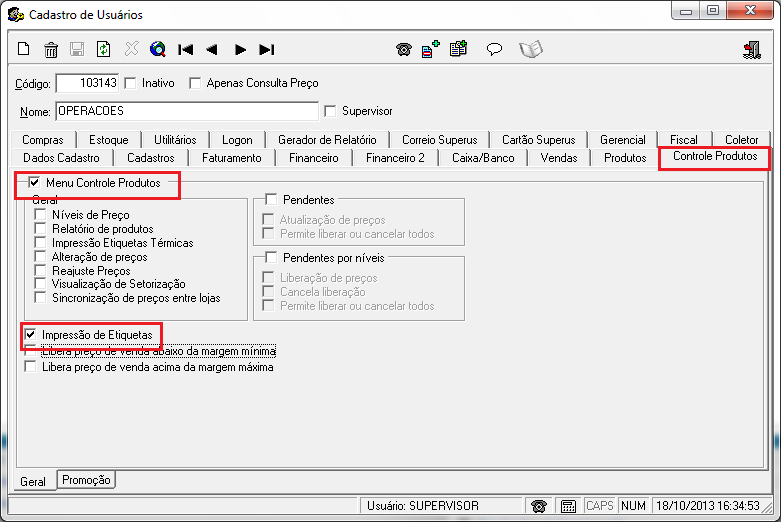 Cadastro de Usuários
Código: 103143 Inativo Apenas Consulta Preço
Nome: OPERACOES Supervisor
Compras Estoque Utilitários Logon Gerador de Relatório Correio Superus Cartão Superus Gerencial Fiscal Coletor
Dados Cadastro Cadastros Faturamento Financeiro Financeiro 2 Caixa/Banco Vendas Produtos Controle Produtos
Menu Controle Produtos
Geral
Níveis de Preço
Relatório de produtos
Impressão Etiquetas Térmicas
Alteração de preços
Reajuste Preços
Visualização de Setorização
Sincronização de preços entre lojas
Pendentes
Atualização de preços
Permite liberar ou cancelar todos
Pendentes por níveis
Liberação de preços
Cancela liberação
Permite liberar ou cancelar todos
Impressão de Etiquetas
Libera preço de venda abaixo da margem mínima
Libera preço de venda acima da margem máxima
Geral Promoção
Usuário: SUPERVISOR CAPS NUM 18/10/2013 16:34:53